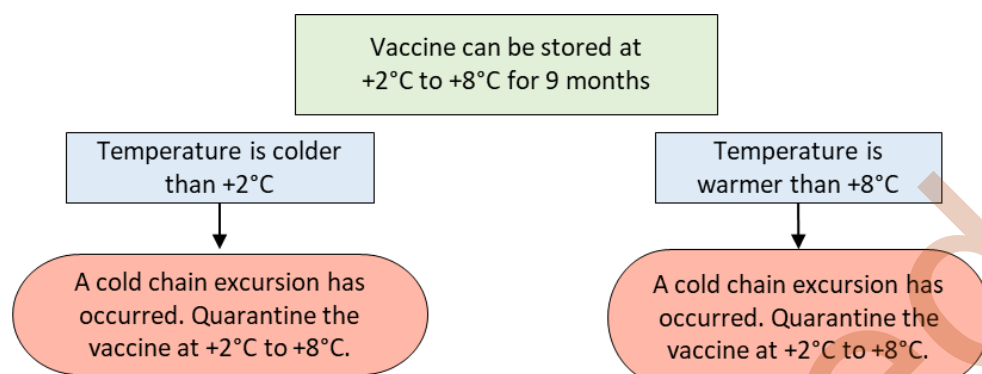 Vaccine can be stored at
+2°C to +8°C for 9 months
Temperature is colder
than +2°C
Temperature is
warmer than +8°C
A cold chain excursion has
occurred. Quarantine the
vaccine at +2°C to +8°C.
A cold chain excursion has
occurred. Quarantine the
vaccine at +2°C to +8°C.